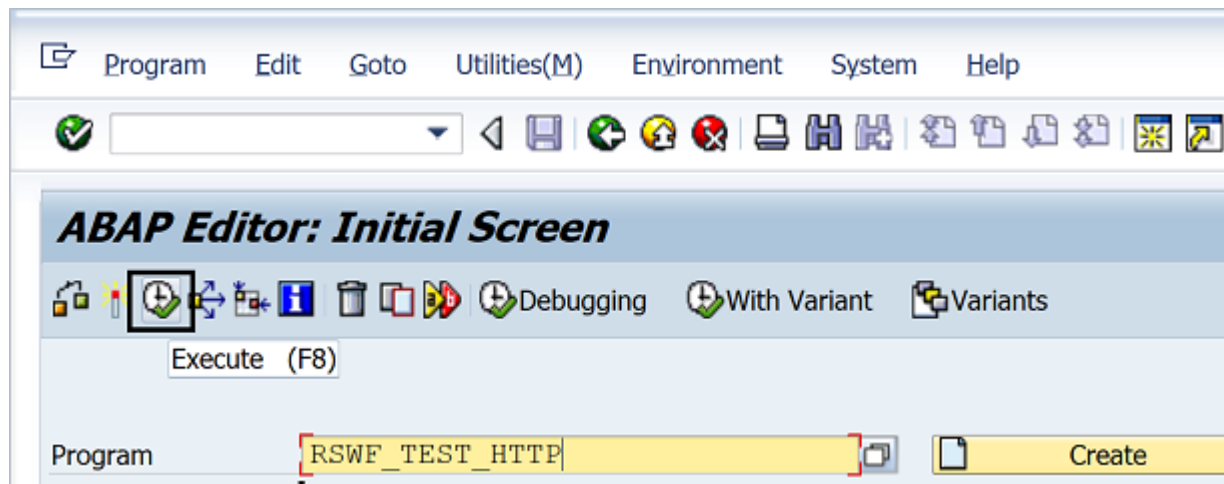 Program Edit Goto Utilities(M) Environment System Help
ABAP Editor: Initial Screen
Debugging With Variant Variants
Execute (F8)
Program RSWF_TEST_HTTP Create